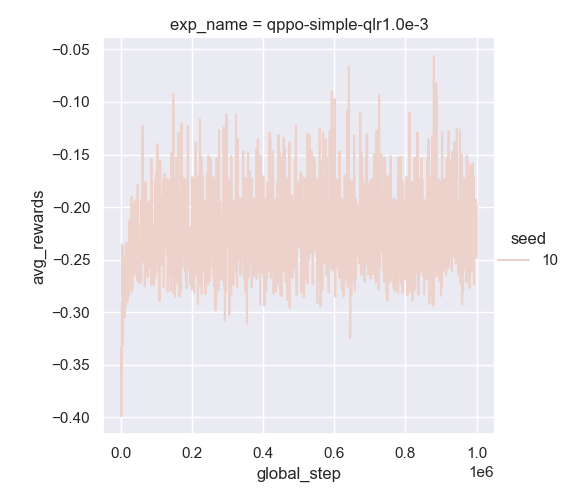 exp_name = qppo-simple-qlr1.0e-3
−0.05
−0.10
−0.15
−0.20
−0.25
−0.30
−0.35
−0.40
avg_rewards
0.0 0.2 0.4 0.6 0.8 1.0
1e6
global_step
seed
10